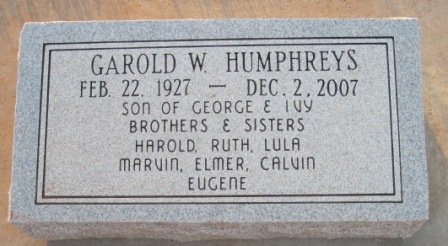 GAROLD W. HUMPHREYS
FEB. 22. 1927 — DEC. 2, 2007
SON OF GEORGE & IVY
BROTHERS & SISTERS
HAROLD, RUTH, LULA
MARVIN, ELMER, CALVIN
EUGENE